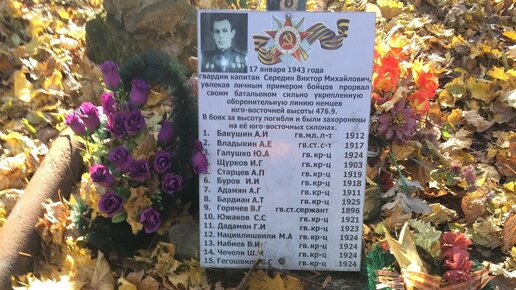 17 января 1943 года
гвардии капитан Середин Виктор Михайлович,
увлекая личным примером бойцов прорвал
своим батальоном сильно укрепленную
оборонительную линию немцев
юго-восточней высоты 476.9.
В боях за высоту погибли и были захоронены
на её юго-восточных склонах.
1. Бакушин А.И гв.мл.л-т 1912
2. Владыкин А.Е гв.ст.с-т 1917
3. Галушко Ю.А гв.кр-ц 1924
4. Щурков И.Г гв.кр-ц 1903
5. Старцев А.П гв.кр-ц 1919
6. Буров И.И гв.кр-ц 1918
7. Адамян А.Г гв.кр-ц 1911
8. Бардиан А.Т гв.кр-ц 1925
9. Горячев В.Г гв.ст.сержант 1896
10. Южаков С.С гв.кр-ц 1921
11. Дадамян Г.И гв.кр-ц 1923
12. Нацивлишвили М.А гв.кр-ц 1924
13. Набиев В.И гв.кр-ц 1924
14. Чечели Ш. гв.кр-ц 1924
15. Гегошвили С.С гв.кр-ц 1924